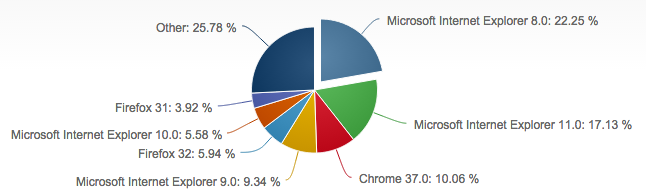 Microsoft Internet Explorer 8.0: 22.25 %
Other: 25.78 %
Firefox 31: 3.92 %
Microsoft Internet Explorer 11.0: 17.13 %
Microsoft Internet Explorer 10.0: 5.58 %
Firefox 32: 5.94 %
Chrome 37.0: 10.06 %
Microsoft Internet Explorer 9.0: 9.34 %